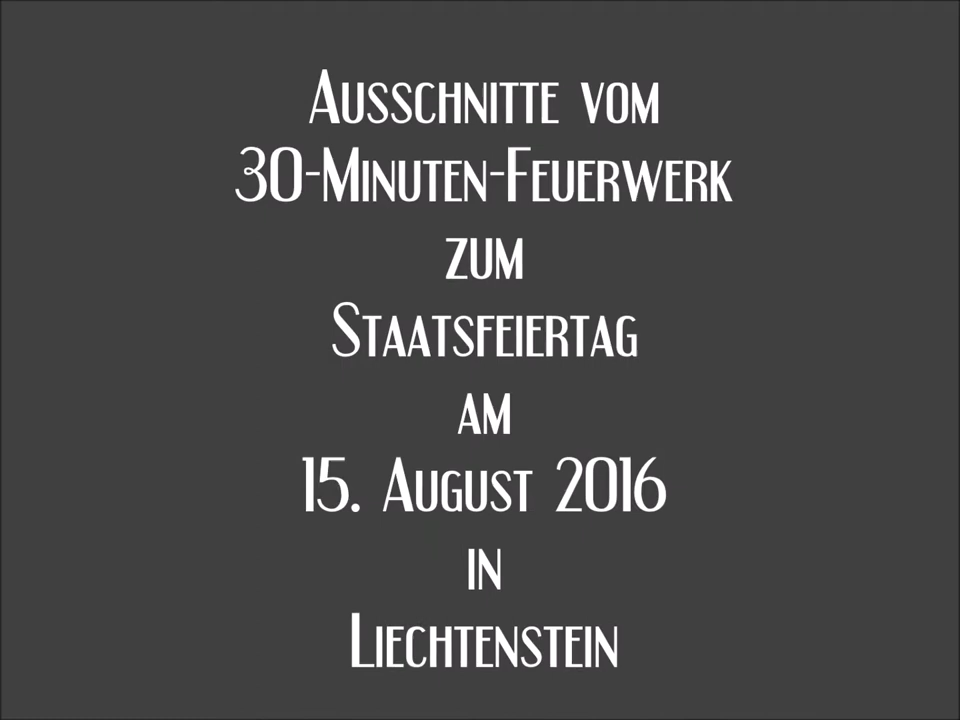 Ausschnitte vom
30-Minuten-Feuerwerk
zum
Staatsfeiertag
am
15. August 2016
in
Liechtenstein